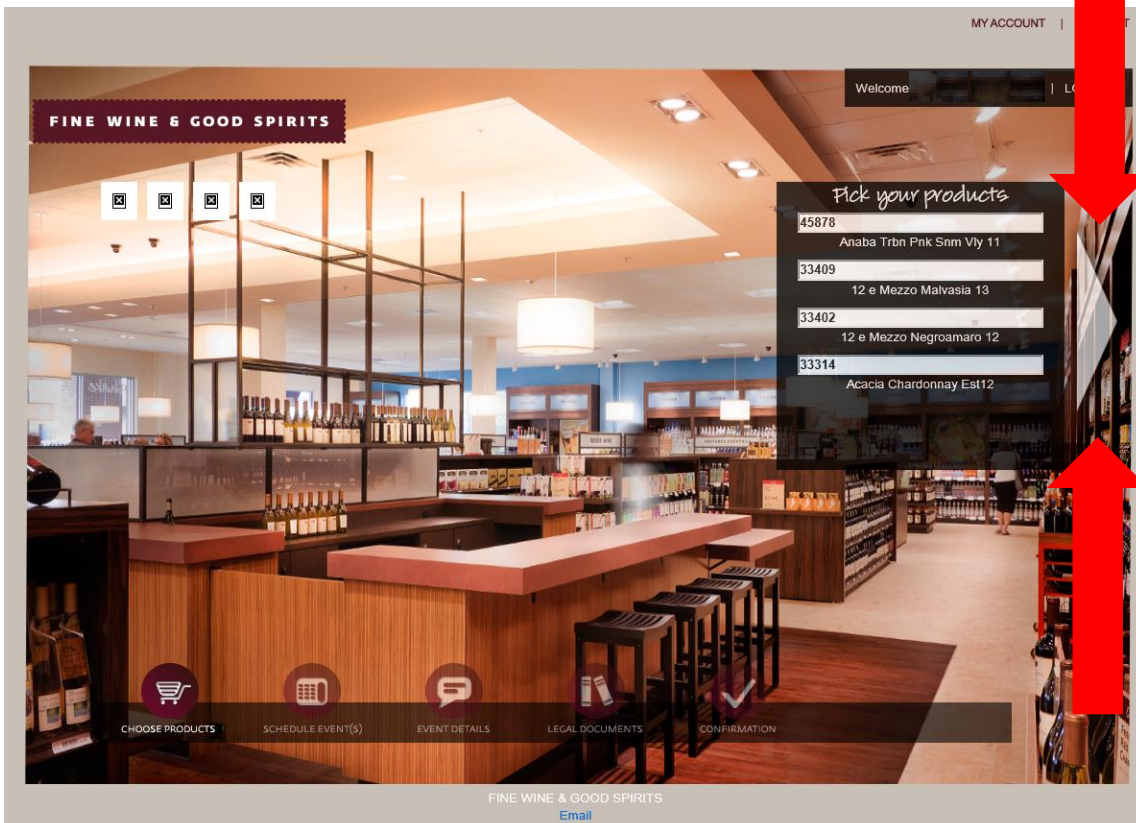 MY ACCOUNT |
Welcome |
FINE WINE & GOOD SPIRITS
Pick your products
45878
Anaba Trbn Pnk Snm Vly 11
33409
12 e Mezzo Malvasia 13
33402
12 e Mezzo Negroamaro 12
33314
Acacia Chardonnay Est12
CHOOSE PRODUCTS SCHEDULE EVENT(S) EVENT DETAILS LEGAL DOCUMENTS CONFIRMATION
FINE WINE & GOOD SPIRITS
Email